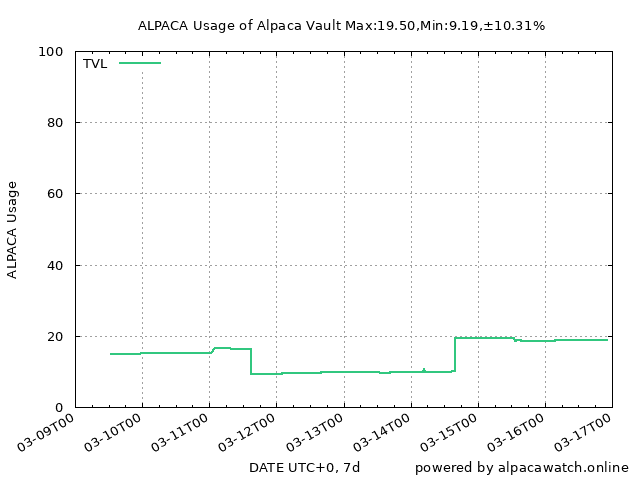 ALPACA Usage of Alpaca Vault Max:19.50,Min:9.19,±10.31%
100
TVL
80
60
40
20
0
ALPACA Usage
03-09T00 03-10T00 03-11T00 03-12T00 03-13T00 03-14T00 03-15T00 03-16T00 03-17T00
DATE UTC+0, 7d powered by alpacawatch.online